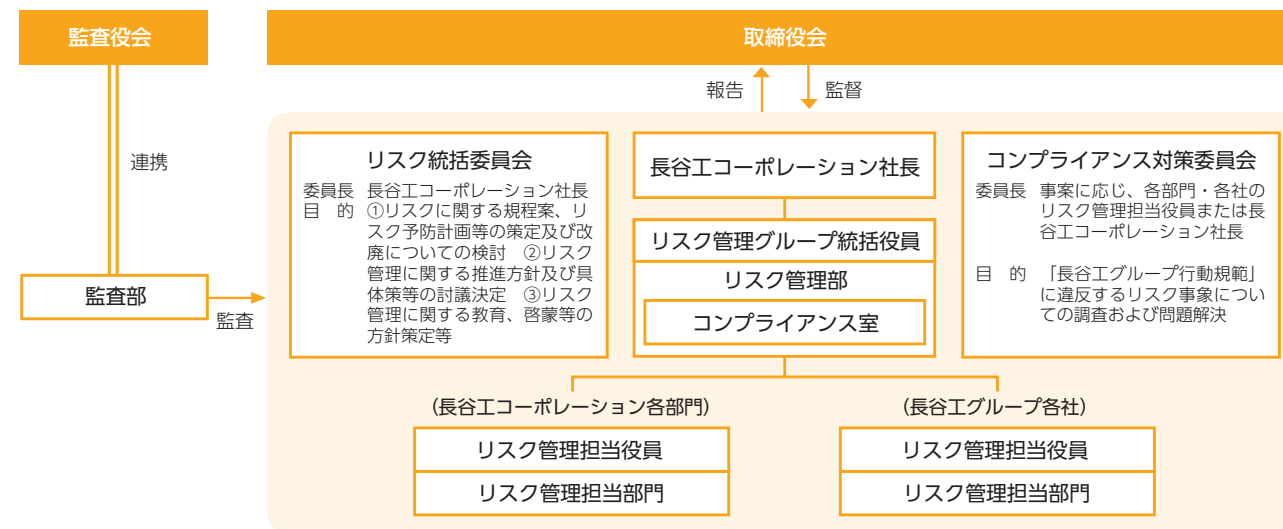 監査役会
取締役会
報告
監督
連携
監査部
監査
リスク統括委員会
委員長 長谷工コーポレーション社長
目 的 ①リスクに関する規程案、リ
スク予防計画等の策定及び改
廃についての検討 ②リスク
管理に関する推進方針及び具
体策等の討議決定 ③リスク
管理に関する教育、啓蒙等の
方針策定等
長谷工コーポレーション社長
リスク管理グループ統括役員
リスク管理部
コンプライアンス室
コンプライアンス対策委員会
委員長 事案に応じ、各部門・各社の
リスク管理担当役員または長
谷工コーポレーション社長
目 的 「長谷工グループ行動規範」
に違反するリスク事象につい
ての調査および問題解決
(長谷工コーポレーション各部門)
リスク管理担当役員
リスク管理担当部門
(長谷工グループ各社)
リスク管理担当役員
リスク管理担当部門